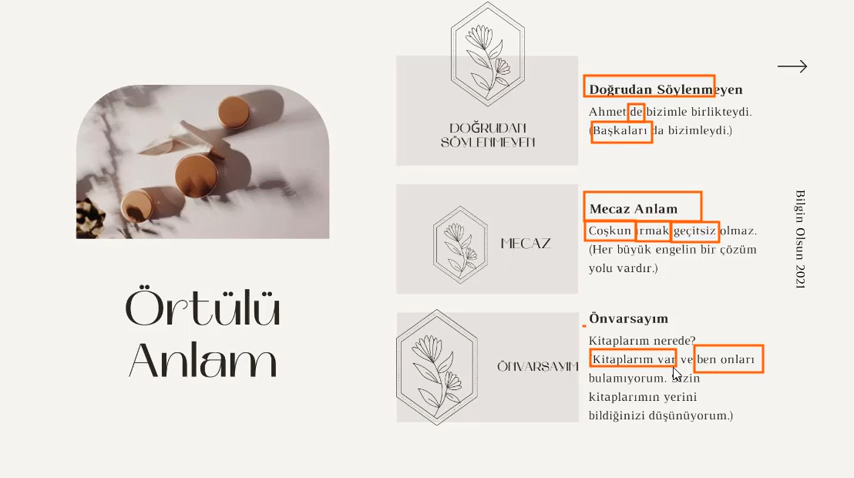 Örtülü
Anlam
DOĞRUDAN
SÖYLENMEYEN
Doğrudan Söylenmeyen
Ahmet de bizimle birlikteydi.
(Başkaları da bizimleydi.)
MECAZ
Mecaz Anlam
Coşkun ırmak geçitsiz olmaz.
(Her büyük engelin bir çözüm
yolu vardır.)
ÖNVARSAYIM
Önvarsayım
Kitaplarım nerede?
(Kitaplarım var ve ben onları
bulamıyorum. Sizin
kitaplarımın yerini
bildiğinizi düşünüyorum.)
Bilgin Olsun 2021